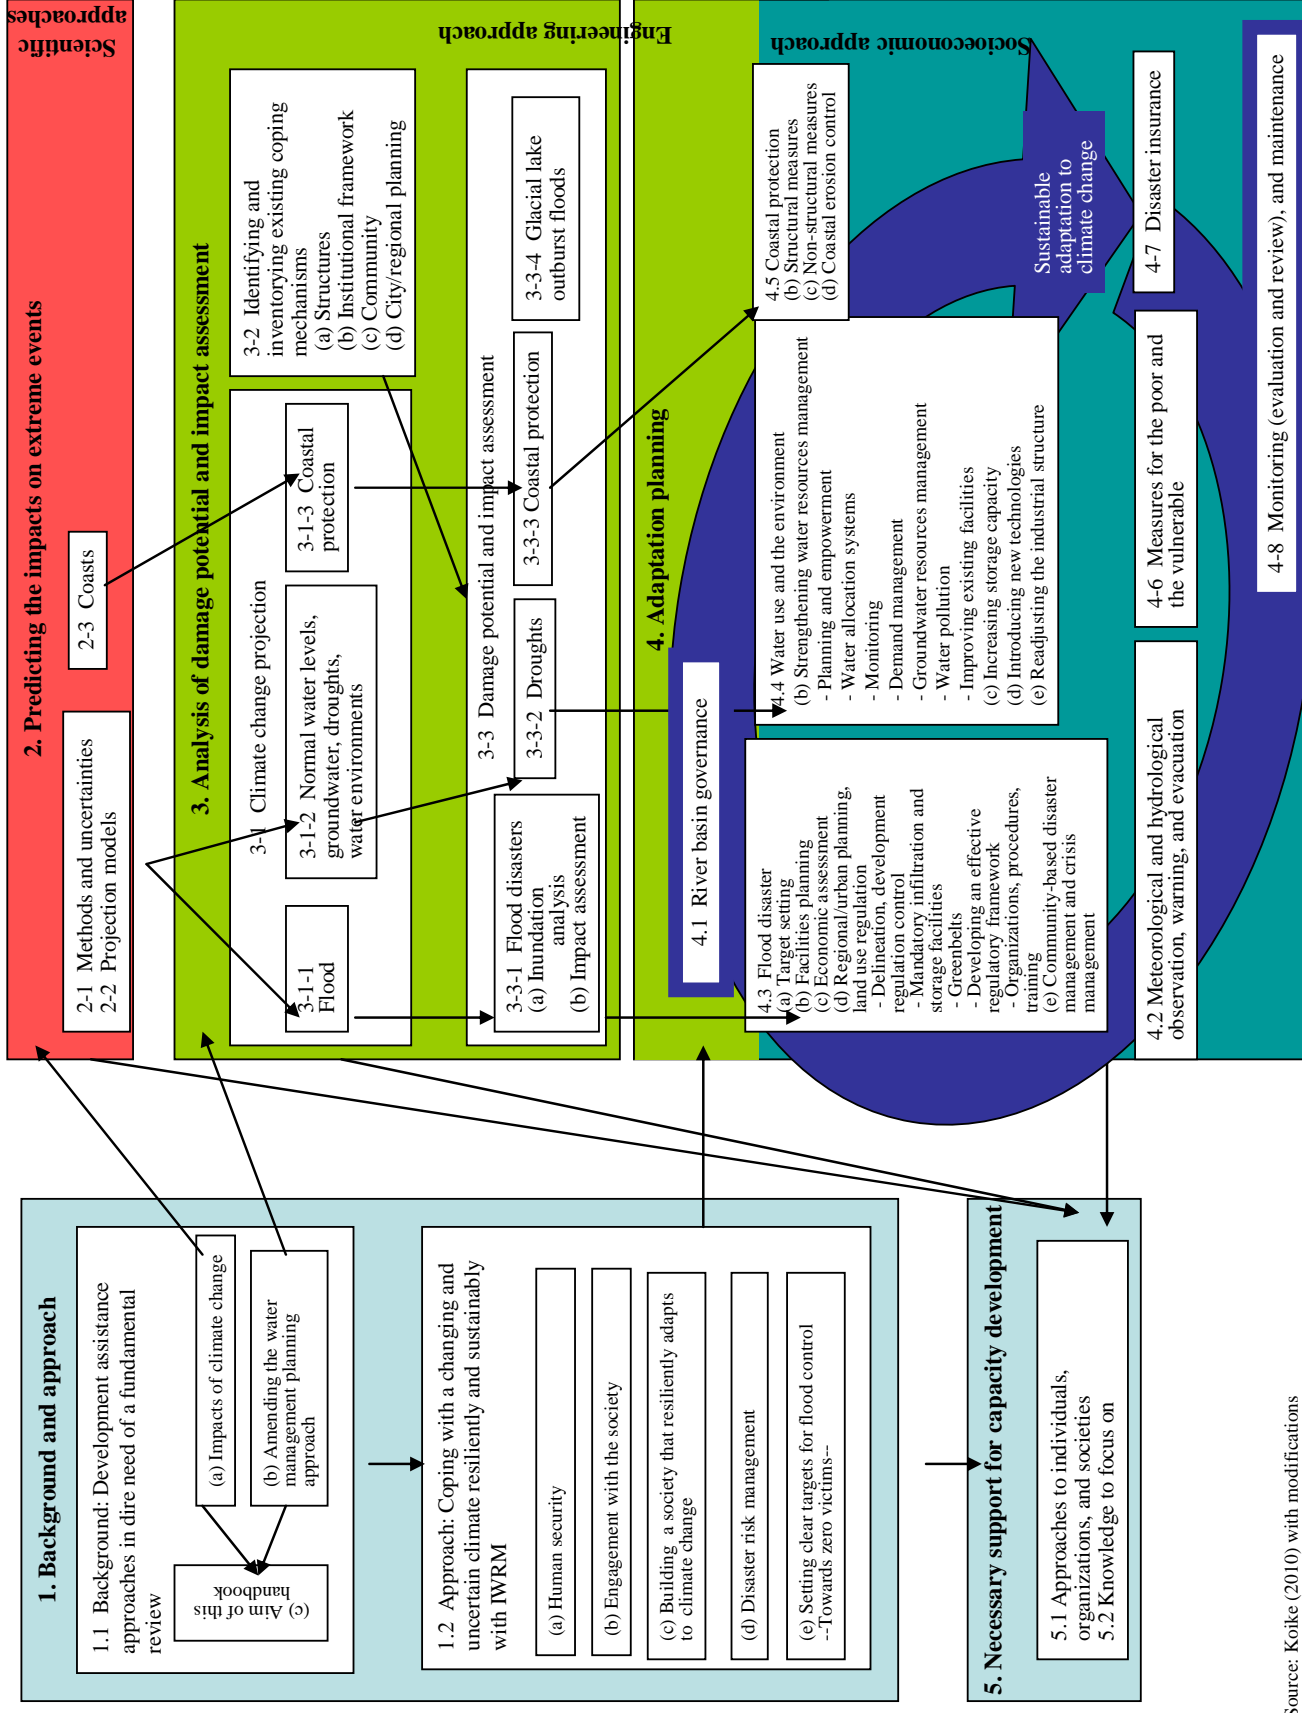 1. Background and approach
1.1 Background: Development assistance
approaches in dire need of a fundamental
review
(a) Impacts of climate change
(b) Amending the water
management planning
approach
(c) Aim of this
handbook
1.2 Approach: Coping with a changing and
uncertain climate resiliently and sustainably
with IWRM
(a) Human security
(b) Engagement with the society
(c) Building a society that resiliently adapts
to climate change
(d) Disaster risk management
(e) Setting clear targets for flood control
--Towards zero victims--
5. Necessary support for capacity development
5.1 Approaches to individuals,
organizations, and societies
5.2 Knowledge to focus on
2. Predicting the impacts on extreme events
Scientific
approaches
2-1 Methods and uncertainties
2-2 Projection models
2-3 Coasts
3. Analysis of damage potential and impact assessment
Engineering approach
3-1 Climate change projection
3-1-1
Flood
3-1-2 Normal water levels,
groundwater, droughts,
water environments
3-1-3 Coastal
protection
3-2 Identifying and
inventorying existing coping
mechanisms
(a) Structures
(b) Institutional framework
(c) Community
(d) City/regional planning
3-3 Damage potential and impact assessment
3-3-1 Flood disasters
(a) Inundation
analysis
(b) Impact assessment
3-3-2 Droughts
3-3-3 Coastal protection
3-3-4 Glacial lake
outburst floods
4. Adaptation planning
Socioeconomic approach
4.1 River basin governance
4.3 Flood disaster
(a) Target setting
(b) Facilities planning
(c) Economic assessment
(d) Regional/urban planning,
land use regulation
- Delineation, development
regulation control
- Mandatory infiltration and
storage facilities
- Greenbelts
- Developing an effective
regulatory framework
- Organizations, procedures,
training
(e) Community-based disaster
management and crisis
management
4.4 Water use and the environment
(b) Strengthening water resources management
- Planning and empowerment
- Water allocation systems
- Monitoring
- Demand management
- Groundwater resources management
- Water pollution
- Improving existing facilities
(c) Increasing storage capacity
(d) Introducing new technologies
(e) Readjusting the industrial structure
4.5 Coastal protection
(b) Structural measures
(c) Non-structural measures
(d) Coastal erosion control
Sustainable
adaptation to
climate change
4.2 Meteorological and hydrological
observation, warning, and evacuation
4-6 Measures for the poor and
the vulnerable
4-7 Disaster insurance
4-8 Monitoring (evaluation and review), and maintenance
Source: Koike (2010) with modifications